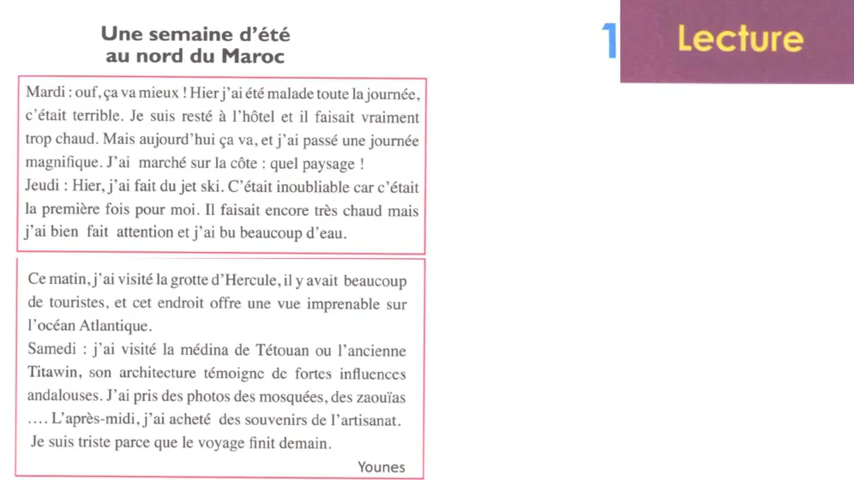 Une semaine d'été
au nord du Maroc
1
Lecture
Mardi : ouf, ça va mieux ! Hier j'ai été malade toute la journée,
c'était terrible. Je suis resté à l'hôtel et il faisait vraiment
trop chaud. Mais aujourd'hui ça va, et j'ai passé une journée
magnifique. J'ai marché sur la côte : quel paysage !
Jeudi : Hier, j'ai fait du jet ski. C'était inoubliable car c'était
la première fois pour moi. Il faisait encore très chaud mais
j'ai bien fait attention et j'ai bu beaucoup d'eau.
Ce matin, j'ai visité la grotte d'Hercule, il y avait beaucoup
de touristes, et cet endroit offre une vue imprenable sur
l'océan Atlantique.
Samedi : j'ai visité la médina de Tétouan ou l'ancienne
Titawin, son architecture témoigne de fortes influences
andalouses. J'ai pris des photos des mosquées, des zaouïas
.... L'après-midi, j'ai acheté des souvenirs de l'artisanat.
Je suis triste parce que le voyage finit demain.
Younes